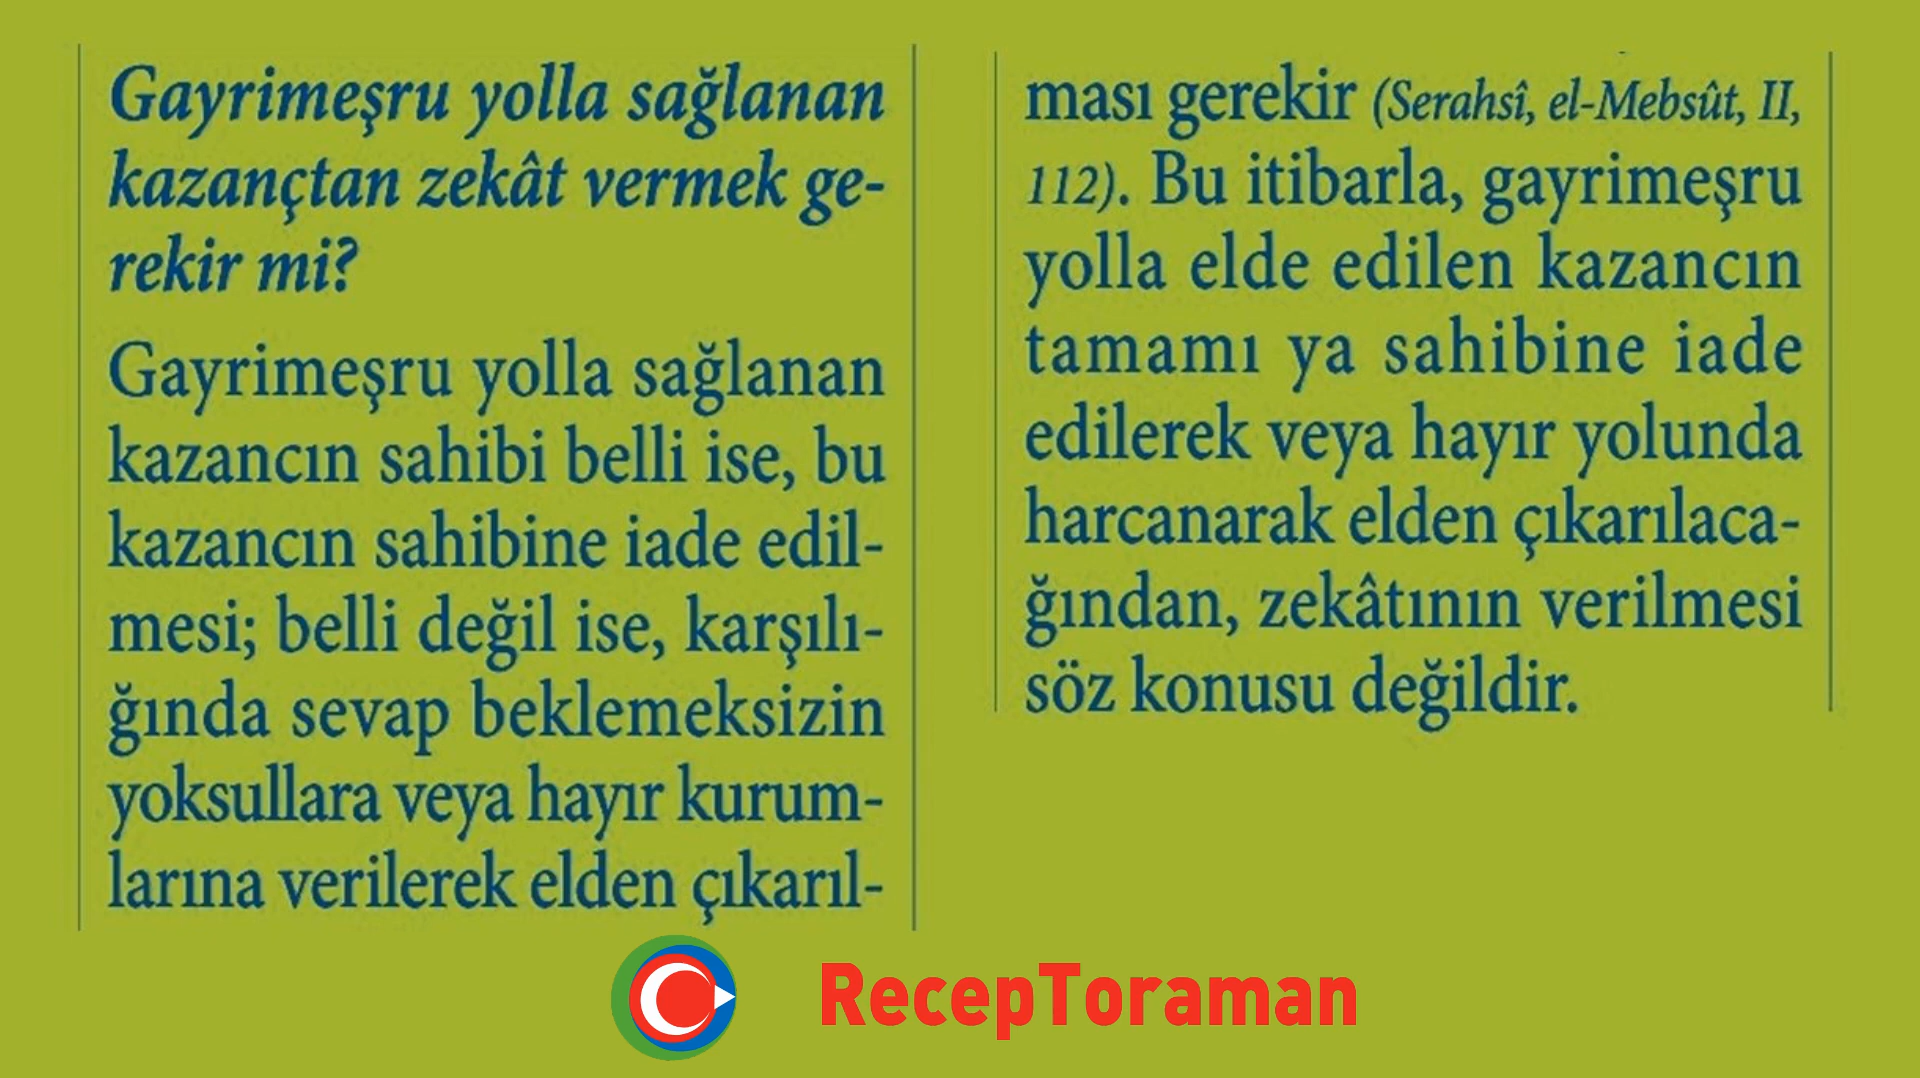 Gayrimeşru yolla sağlanan
kazançtan zekât vermek ge-
rekir mi?
Gayrimeşru yolla sağlanan
kazancın sahibi belli ise, bu
kazancın sahibine iade edil-
mesi; belli değil ise, karşılı-
ğında sevap beklemeksizin
yoksullara veya hayır kurum-
larına verilerek elden çıkarıl-
ması gerekir (Serahsî, el-Mebsût, II,
112). Bu itibarla, gayrimeşru
yolla elde edilen kazancın
tamamı ya sahibine iade
edilerek veya hayır yolunda
harcanarak elden çıkarılaca-
ğından, zekâtının verilmesi
söz konusu değildir.
RecepToraman